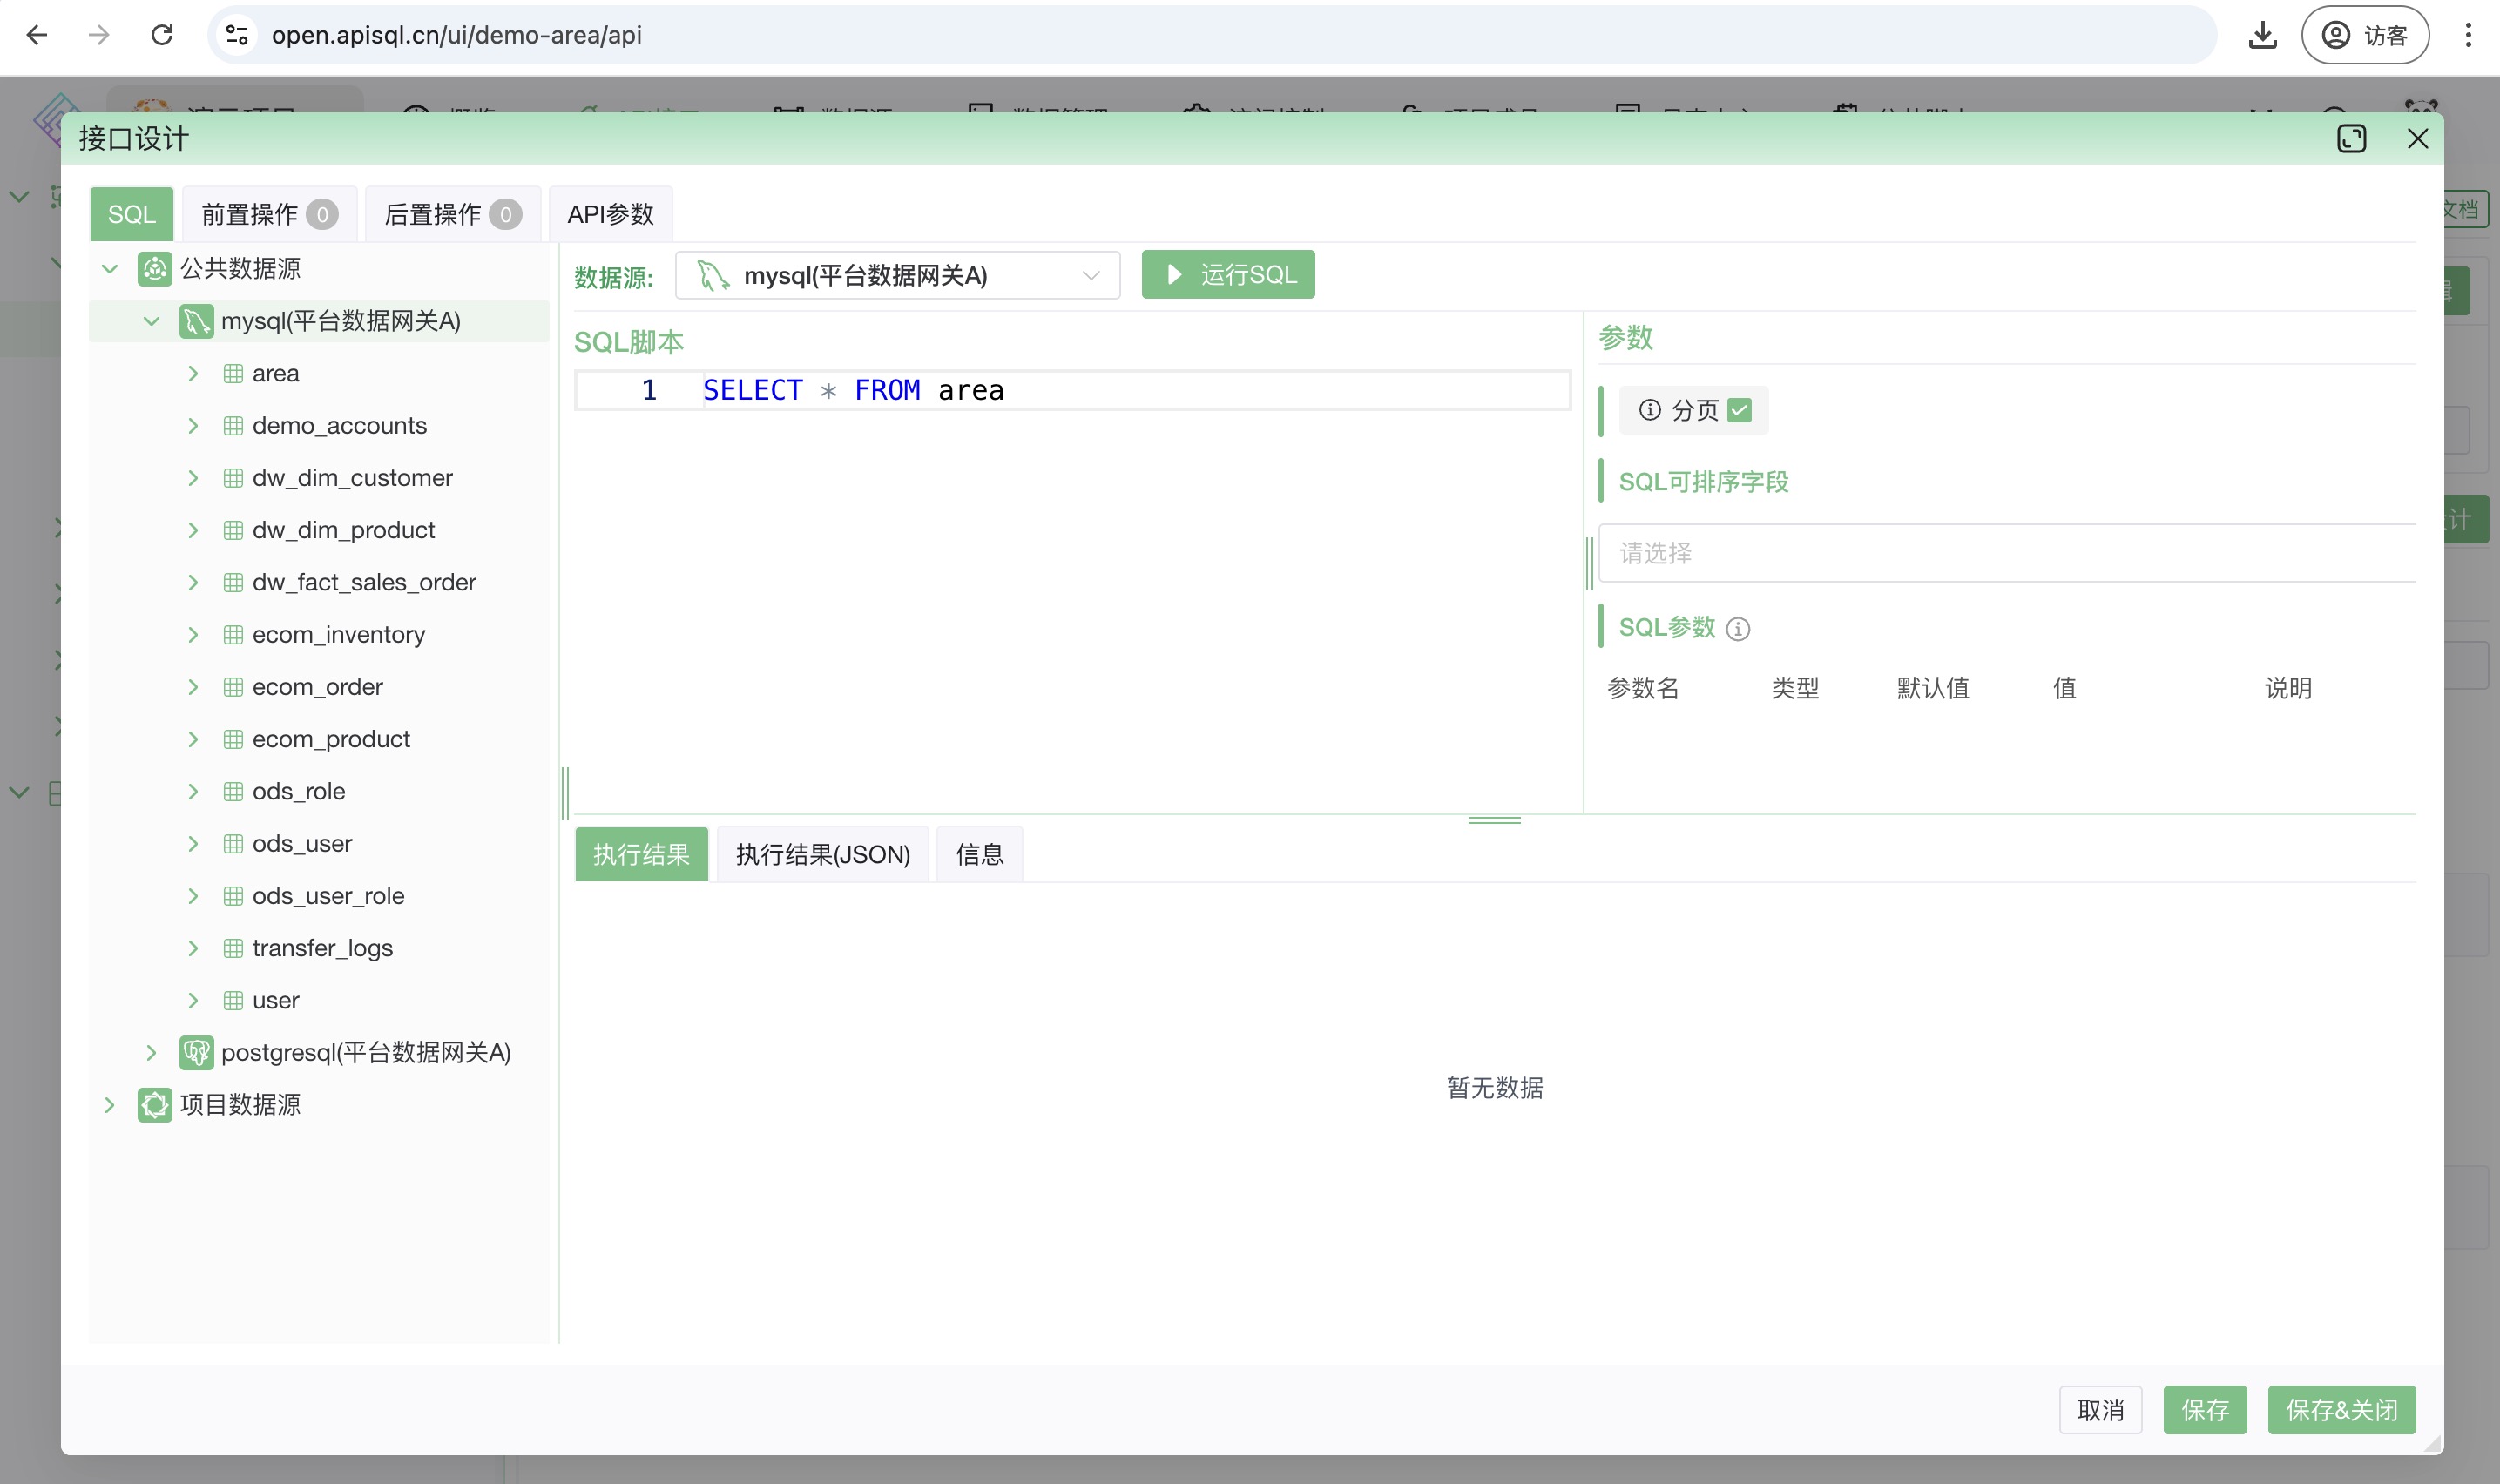 open.apisql.cn/ui/demo-area/api
访客
接口设计
SQL
前置操作 0
后置操作 0
API参数
文档
公共数据源
mysql(平台数据网关A)
area
demo_accounts
dw_dim_customer
dw_dim_product
dw_fact_sales_order
ecom_inventory
ecom_order
ecom_product
ods_role
ods_user
ods_user_role
transfer_logs
user
postgresql(平台数据网关A)
项目数据源
数据源:
mysql(平台数据网关A)
运行SQL
SQL脚本
1 SELECT * FROM area
参数
分页
SQL可排序字段
请选择
SQL参数
参数名 类型 默认值 值 说明
执行结果
执行结果(JSON)
信息
暂无数据
取消
保存
保存&关闭